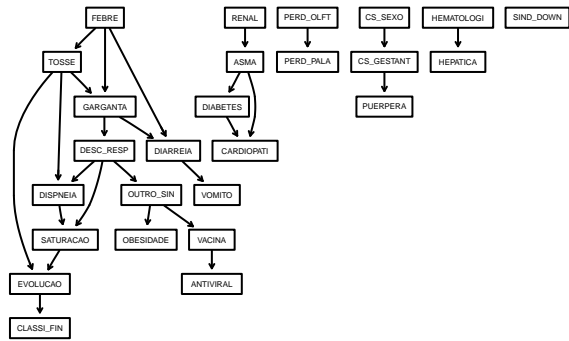 FEBRE
RENAL
PERD_OLFT
CS_SEXO
HEMATOLOGI
SIND_DOWN
TOSSE
ASMA
PERD_PALA
CS_GESTANT
HEPATICA
GARGANTA
DIABETES
PUERPERA
DESC_RESP
DIARREIA
CARDIOPATI
DISPNEIA
OUTRO_SIN
VOMITO
SATURACAO
OBESIDADE
VACINA
EVOLUCAO
ANTIVIRAL
CLASSI_FIN